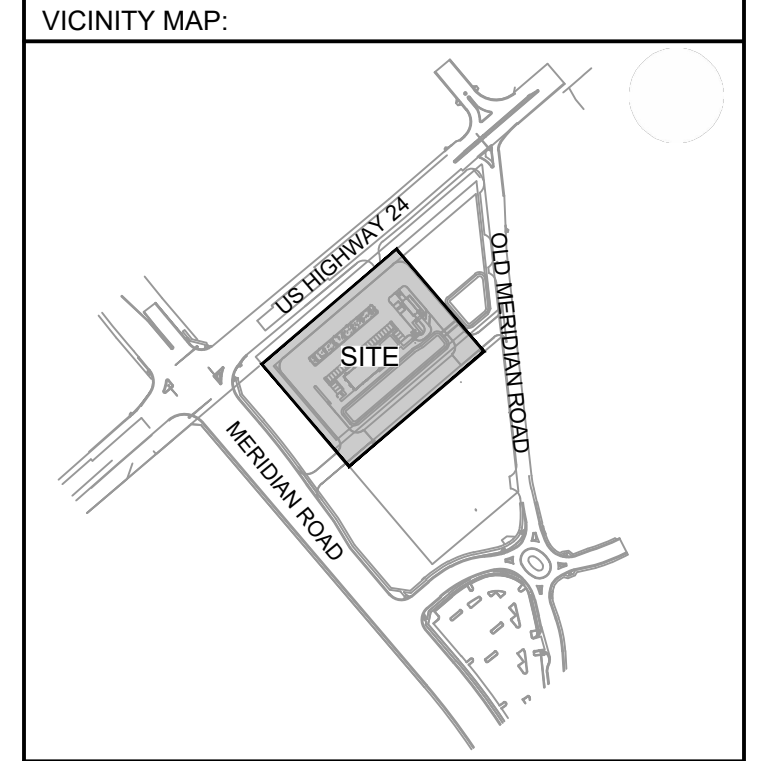 VICINITY MAP:
US HIGHWAY 24
OLD MERIDIAN ROAD
SITE
MERIDIAN ROAD